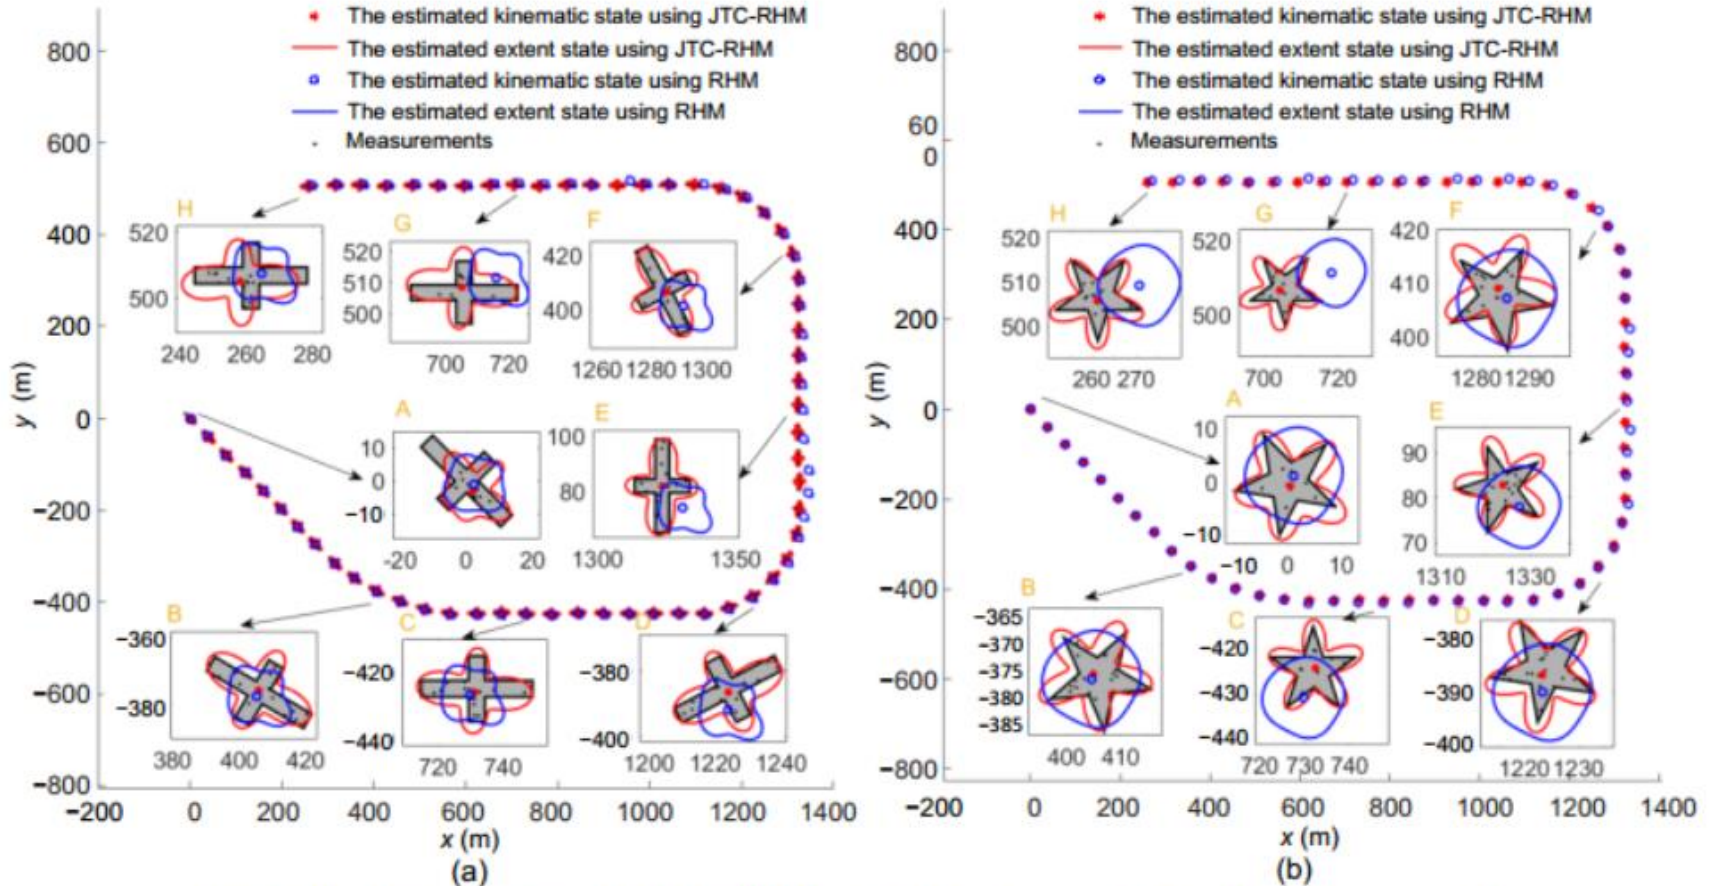 The estimated kinematic state using JTC-RHM
The estimated extent state using JTC-RHM
The estimated kinematic state using RHM
The estimated extent state using RHM
Measurements
800
600
400
200
0
−200
−400
−600
−800
y (m)
−200 0 200 400 600 800 1000 1200 1400
x (m)
(a)
H
520
500
240 260 280
G
520
510
500
700 720
F
420
400
1260 1280 1300
A
10
0
−10
−20 0 20
E
100
80
1300 1350
B
−360
−380
380 400 420
C
−420
−440
720 740
D
−380
−400
1200 1220 1240
The estimated kinematic state using JTC-RHM
The estimated extent state using JTC-RHM
The estimated kinematic state using RHM
The estimated extent state using RHM
Measurements
800
60
0
400
200
0
−200
−400
−600
−800
y (m)
−200 0 200 400 600 800 1000 1200 1400
x (m)
(b)
H
520
510
500
260 270
G
520
500
700 720
F
420
410
400
1280 1290
A
10
0
−10
−10 0 10
E
90
80
70
1310 1330
B
−365
−370
−375
−380
−385
400 410
C
−420
−430
−440
720 730 740
D
−380
−390
−400
1220 1230